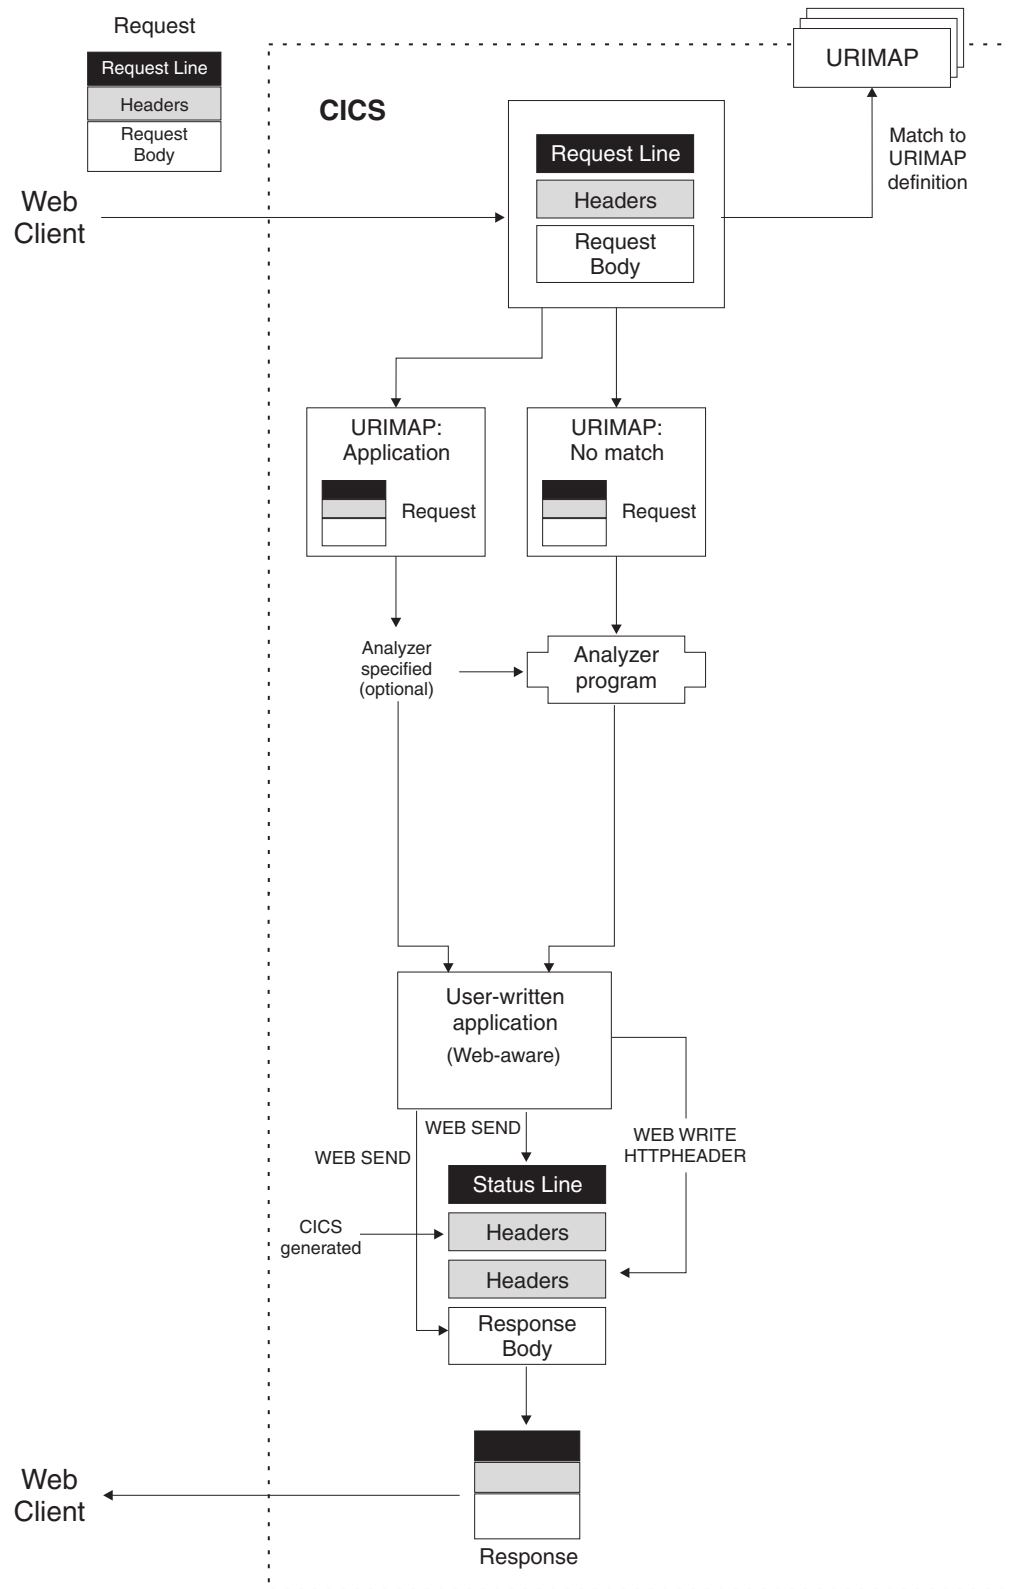 Request
Request Line
Headers
Request
Body
Web
Client
CICS
URIMAP
Match to
URIMAP
definition
Request Line
Headers
Request
Body
URIMAP:
Application
Request
URIMAP:
No match
Request
Analyzer
specified
(optional)
Analyzer
program
User-written
application
(Web-aware)
WEB SEND
WEB SEND
WEB WRITE
HTTPHEADER
Status Line
CICS
generated
Headers
Headers
Response
Body
Web
Client
Response